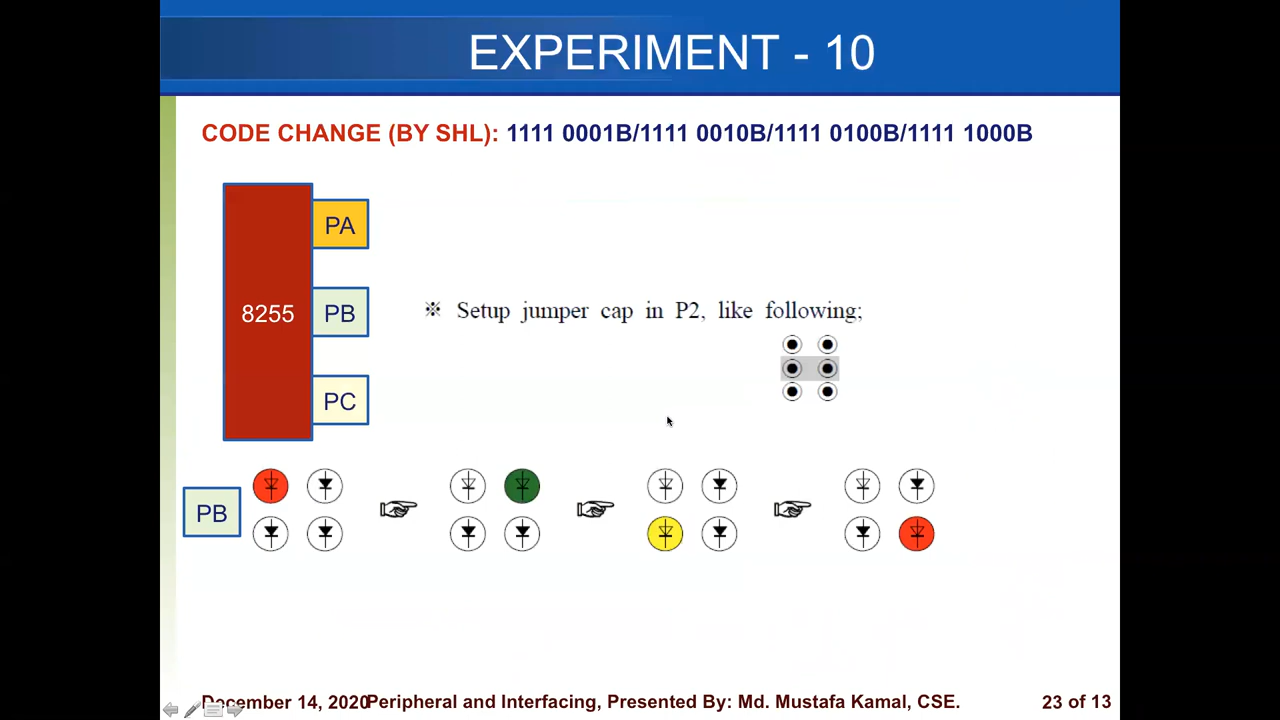 EXPERIMENT - 10
CODE CHANGE (BY SHL): 1111 0001B/1111 0010B/1111 0100B/1111 1000B
PA
8255
PB
PC
※ Setup jumper cap in P2, like following;
PB
December 14, 2020
Peripheral and Interfacing, Presented By: Md. Mustafa Kamal, CSE.
23 of 13